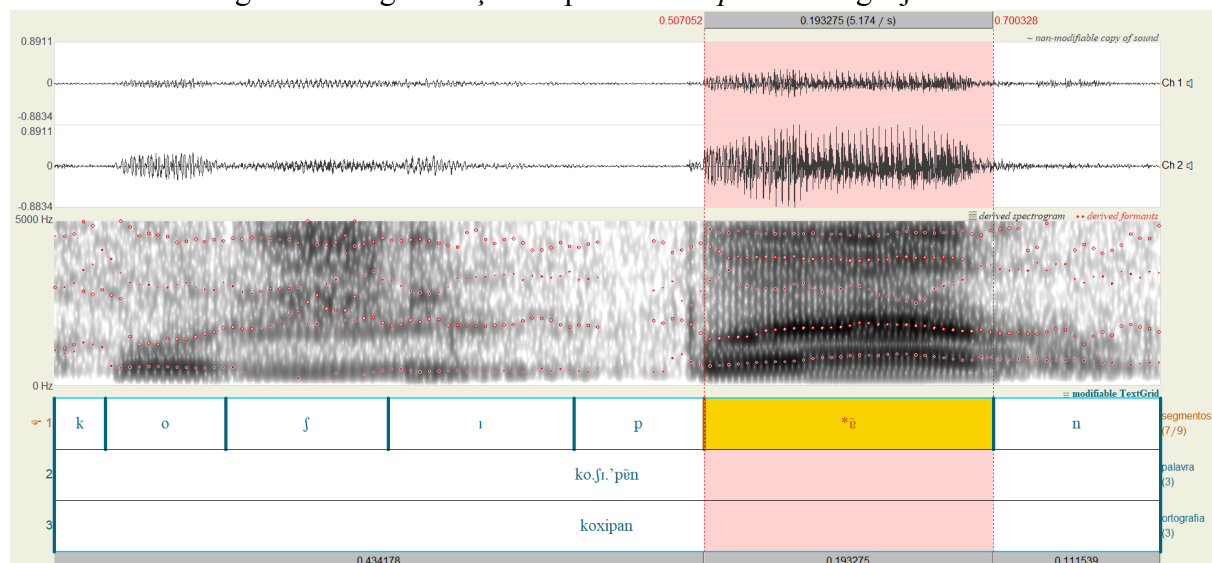 0.507052 0.193275 (5.174 / s) 0.700328
~ non-modifiable copy of sound
0.8911
0
-0.8834
Ch 1
0.8911
0
-0.8834
Ch 2
5000 Hz
derived spectrogram •• derived formants
0 Hz
modifiable TextGrid
1 k o ʃ ɪ p *ɐ̃ n segmentos (7/9)
2 ko.ʃɪ.’pɐ̃n palavra (3)
3 koxipan ortografia (3)
0.434178 0.193275 0.111539